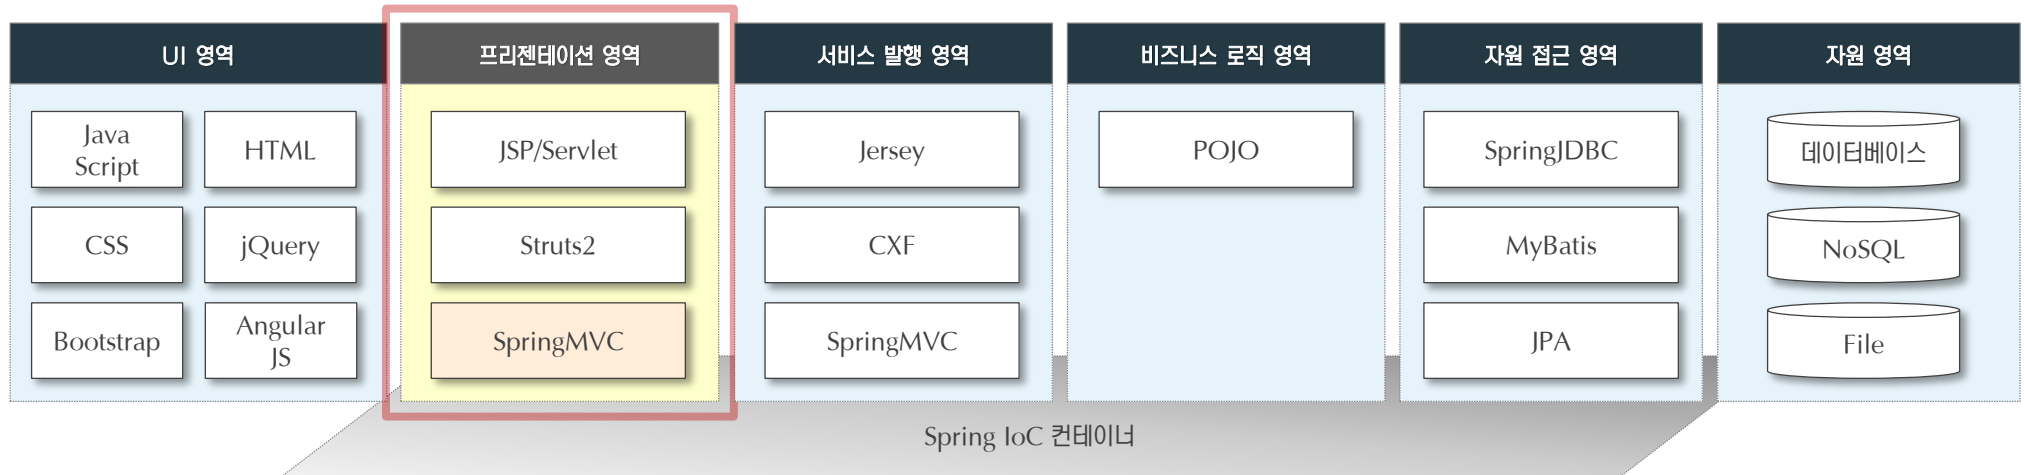 UI 영역
Java
Script
HTML
CSS
jQuery
Bootstrap
Angular
JS
프리젠테이션 영역
JSP/Servlet
Struts2
SpringMVC
서비스 발행 영역
Jersey
CXF
SpringMVC
비즈니스 로직 영역
POJO
자원 접근 영역
SpringJDBC
MyBatis
JPA
자원 영역
데이터베이스
NoSQL
File
Spring IoC 컨테이너